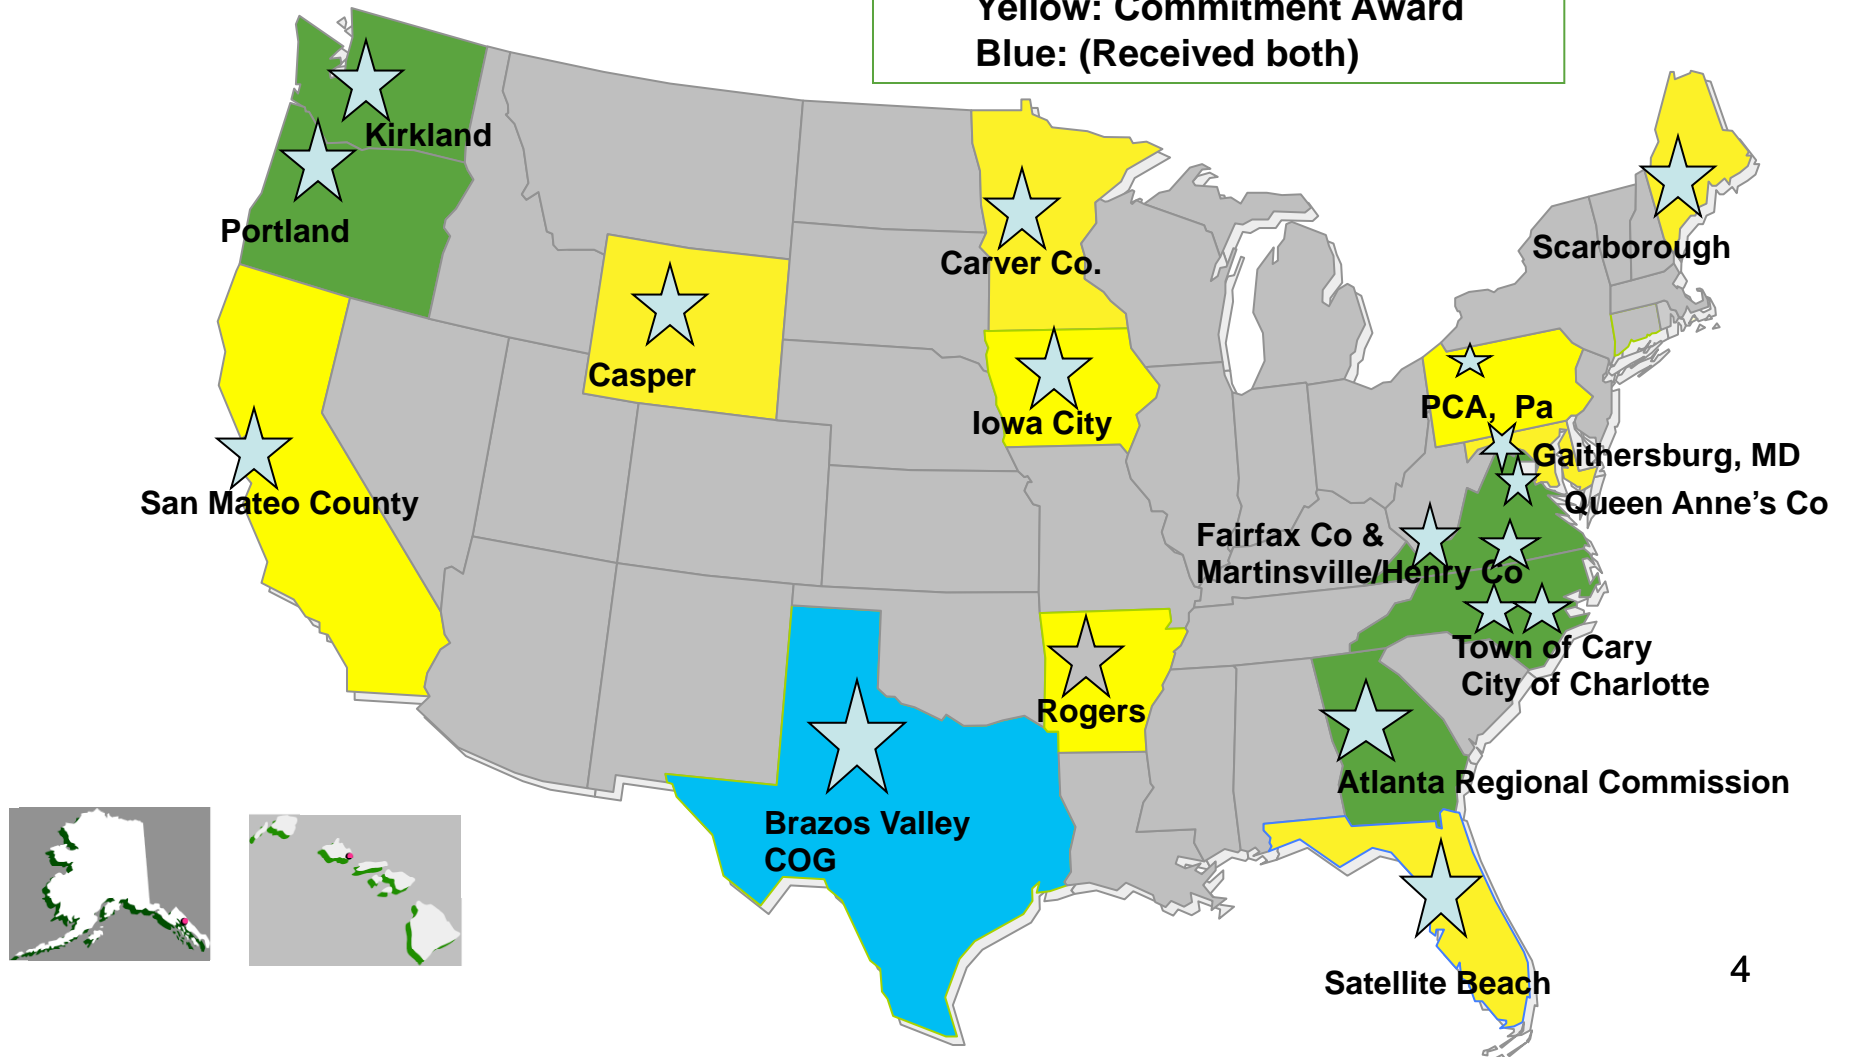 Yellow: Commitment Award
Blue: (Received both)
Kirkland
Portland
Scarborough
Carver Co.
Casper
PCA, Pa
Iowa City
Gaithersburg, MD
San Mateo County
Queen Anne's Co
Fairfax Co &
Martinsville/Henry Co
Town of Cary
City of Charlotte
Rogers
Atlanta Regional Commission
Brazos Valley
COG
Satellite Beach
4